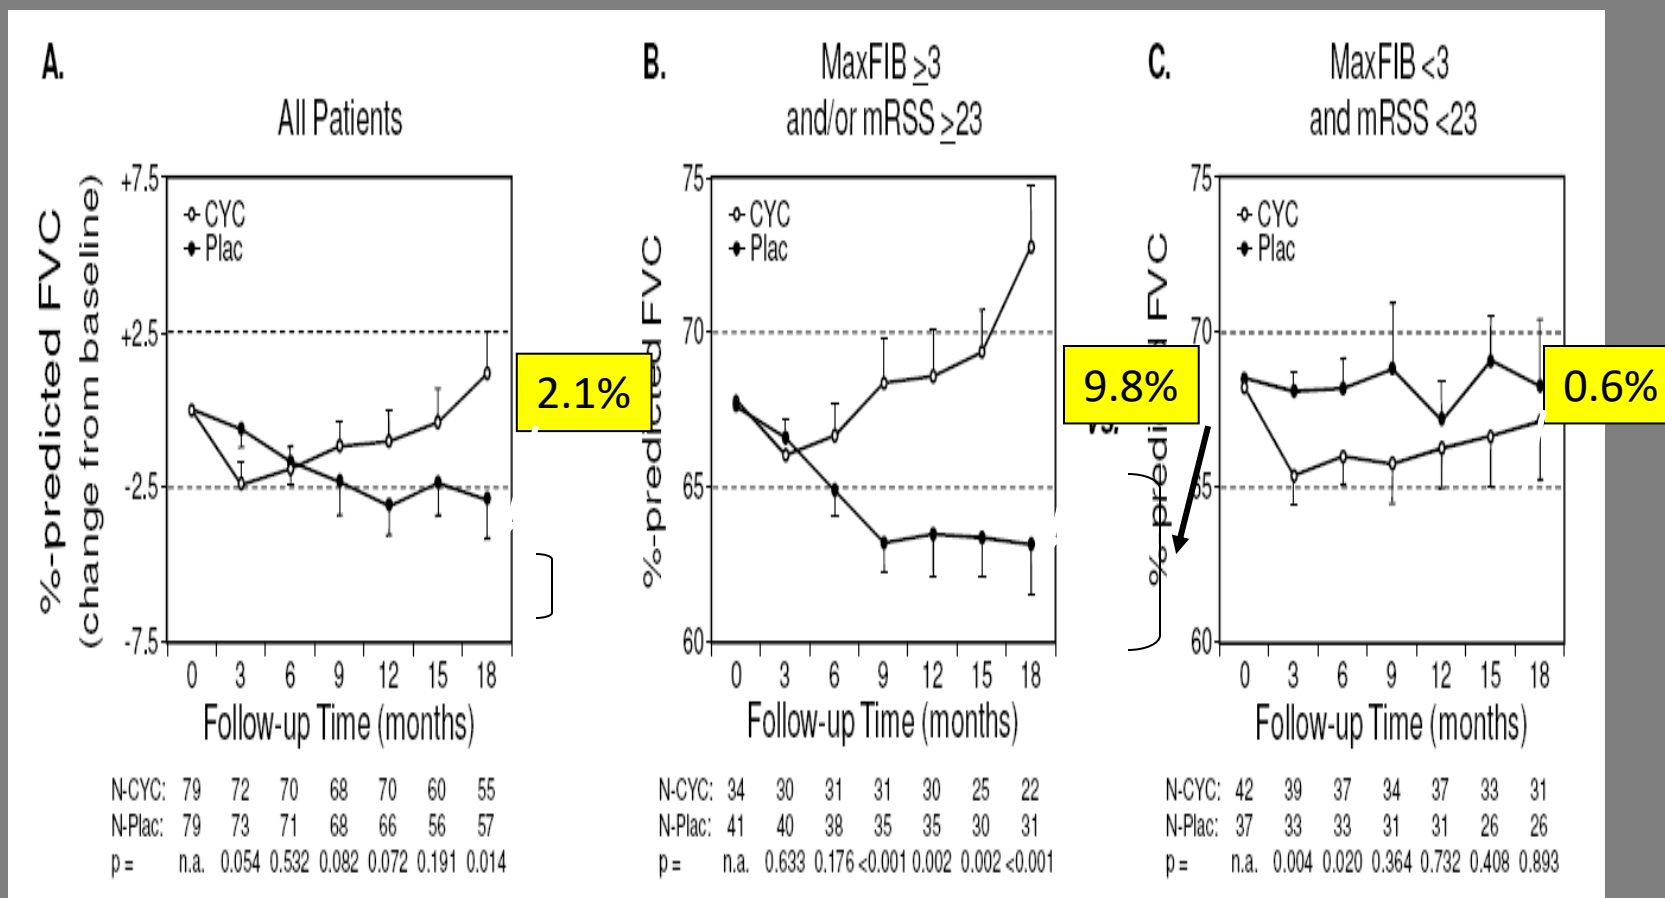 A.
All Patients
%-predicted FVC
(change from baseline)
+7.5
+2.5
-2.5
-7.5
CYC
Plac
0 3 6 9 12 15 18
Follow-up Time (months)
N-CYC: 79 72 70 68 70 60 55
N-Plac: 79 73 71 68 66 56 57
p = n.a. 0.054 0.532 0.082 0.072 0.191 0.014
2.1%
B.
MaxFIB ≥3
and/or mRSS ≥23
%-predicted FVC
75
70
65
60
CYC
Plac
0 3 6 9 12 15 18
Follow-up Time (months)
N-CYC: 34 30 31 31 30 25 22
N-Plac: 41 40 38 35 35 30 31
p = n.a. 0.633 0.176 <0.001 0.002 0.002 <0.001
9.8%
vs.
C.
MaxFIB <3
and mRSS <23
%-predicted FVC
75
70
65
60
CYC
Plac
0 3 6 9 12 15 18
Follow-up Time (months)
N-CYC: 42 39 37 34 37 33 31
N-Plac: 37 33 33 31 31 26 26
p = n.a. 0.004 0.020 0.364 0.732 0.408 0.893
0.6%